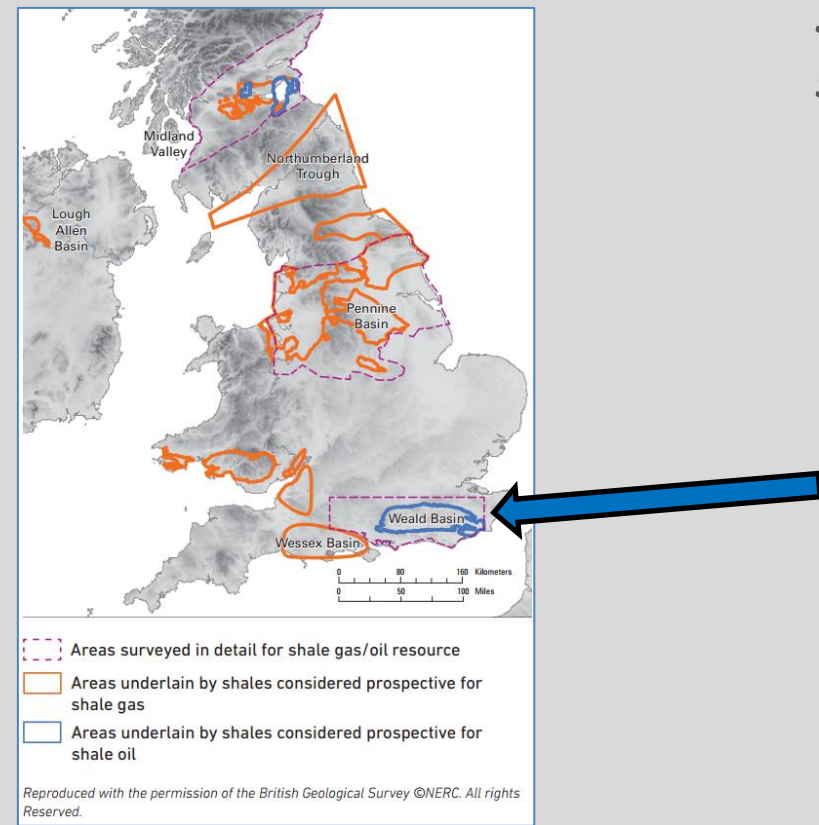 Midland
Valley
Northumberland
Trough
Lough
Allen
Basin
Pennine
Basin
Weald Basin
Wessex Basin
0 80 160 Kilometers
0 50 100 Miles
Areas surveyed in detail for shale gas/oil resource
Areas underlain by shales considered prospective for
shale gas
Areas underlain by shales considered prospective for
shale oil
Reproduced with the permission of the British Geological Survey ©NERC. All rights
Reserved.